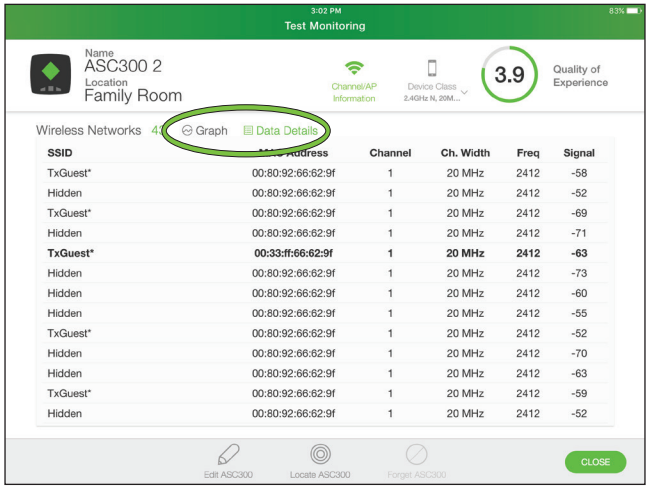 3:02 PM
83%
Test Monitoring
Name
ASC300 2
Location
Family Room
Channel/AP
Information
Device Class
2.4GHz N, 20M...
3.9
Quality of
Experience
Wireless Networks Graph Data Details
SSID Address Channel Ch. Width Freq Signal
TxGuest* 00:80:92:66:62:9f 1 20 MHz 2412 -58
Hidden 00:80:92:66:62:9f 1 20 MHz 2412 -52
TxGuest* 00:80:92:66:62:9f 1 20 MHz 2412 -69
Hidden 00:80:92:66:62:9f 1 20 MHz 2412 -71
TxGuest* 00:33:ff:66:62:9f 1 20 MHz 2412 -63
Hidden 00:80:92:66:62:9f 1 20 MHz 2412 -73
Hidden 00:80:92:66:62:9f 1 20 MHz 2412 -60
Hidden 00:80:92:66:62:9f 1 20 MHz 2412 -55
TxGuest* 00:80:92:66:62:9f 1 20 MHz 2412 -52
Hidden 00:80:92:66:62:9f 1 20 MHz 2412 -70
Hidden 00:80:92:66:62:9f 1 20 MHz 2412 -63
TxGuest* 00:80:92:66:62:9f 1 20 MHz 2412 -59
Hidden 00:80:92:66:62:9f 1 20 MHz 2412 -52
Edit ASC300 Locate ASC300 Forget ASC300 CLOSE